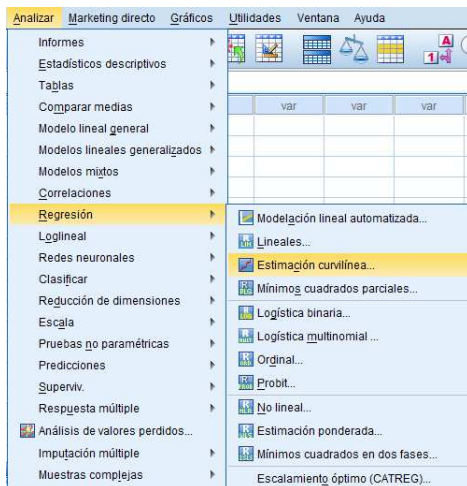 Analizar Marketing directo Gráficos Utilidades Ventana Ayuda
Informes
Estadísticos descriptivos
Tablas
Comparar medias
Modelo lineal general
Modelos lineales generalizados
Modelos mixtos
Correlaciones
Regresión
Loglineal
Redes neuronales
Clasificar
Reducción de dimensiones
Escala
Pruebas no paramétricas
Predicciones
Superviv.
Respuesta múltiple
Análisis de valores perdidos...
Imputación múltiple
Muestras complejas
A
1
var var var
Modelación lineal automatizada...
Lineales...
Estimación curvilínea...
Mínimos cuadrados parciales...
Logística binaria...
Logística multinomial ...
Ordinal...
Probit...
No lineal...
Estimación ponderada...
Mínimos cuadrados en dos fases...
Escalamiento óptimo (CATREG)...